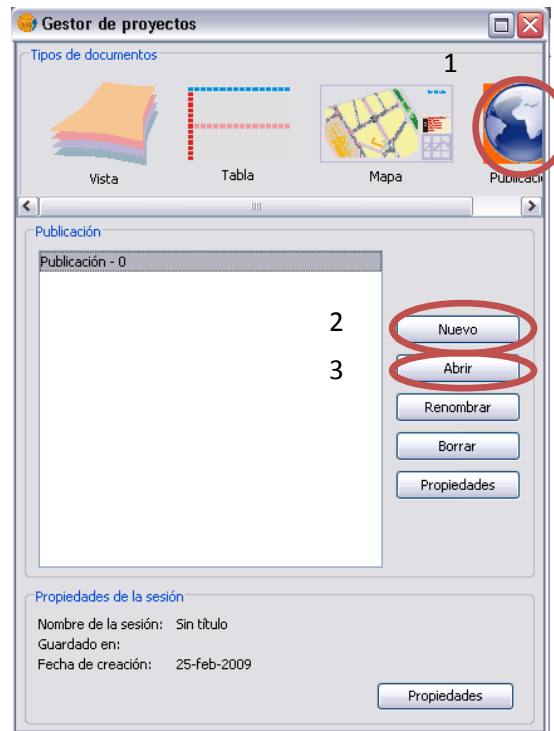 Gestor de proyectos
Tipos de documentos
1
Vista
Tabla
Mapa
Publicació
Publicación
Publicación - 0
2
Nuevo
3
Abrir
Renombrar
Borrar
Propiedades
Propiedades de la sesión
Nombre de la sesión: Sin título
Guardado en:
Fecha de creación: 25-feb-2009
Propiedades